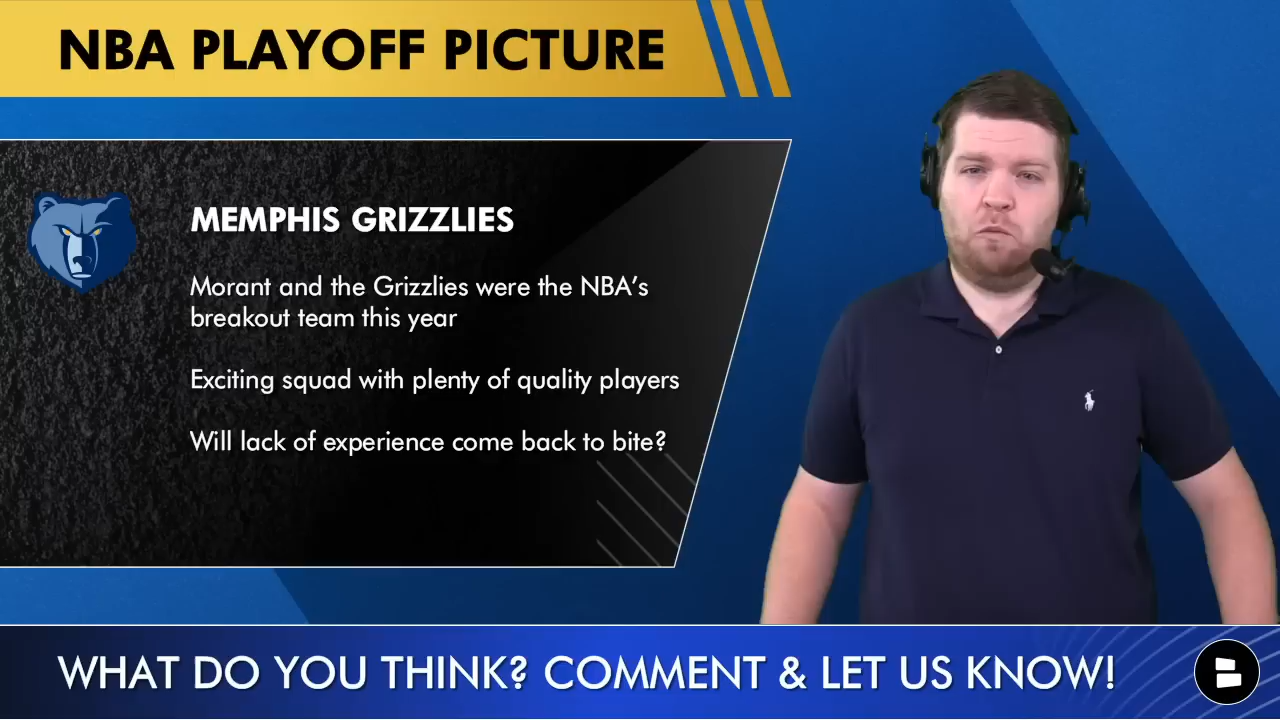 NBA PLAYOFF PICTURE
MEMPHIS GRIZZLIES
Morant and the Grizzlies were the NBA's
breakout team this year
Exciting squad with plenty of quality players
Will lack of experience come back to bite?
WHAT DO YOU THINK? COMMENT & LET US KNOW!